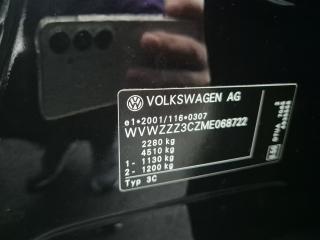 VOLKSWAGEN AG
e1*2001/116*0307
WVWZZZ3CZME068722
2280 kg
4510 kg
1- 1130 kg
2- 1200 kg
Typ 3C